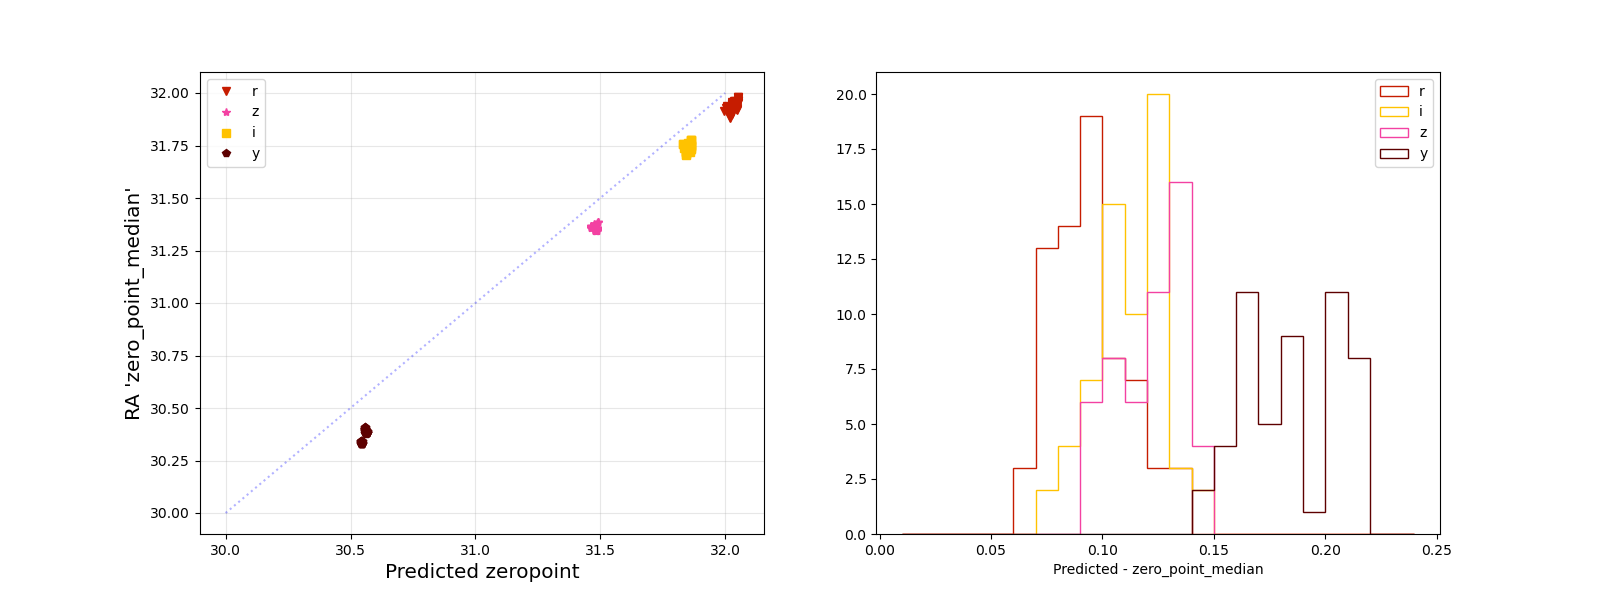 32.00
31.75
31.50
31.25
31.00
30.75
30.50
30.25
30.00
RA 'zero_point_median'
r
z
i
y
30.0 30.5 31.0 31.5 32.0
Predicted zeropoint
20.0
17.5
15.0
12.5
10.0
7.5
5.0
2.5
0.0
r
i
z
y
0.00 0.05 0.10 0.15 0.20 0.25
Predicted - zero_point_median